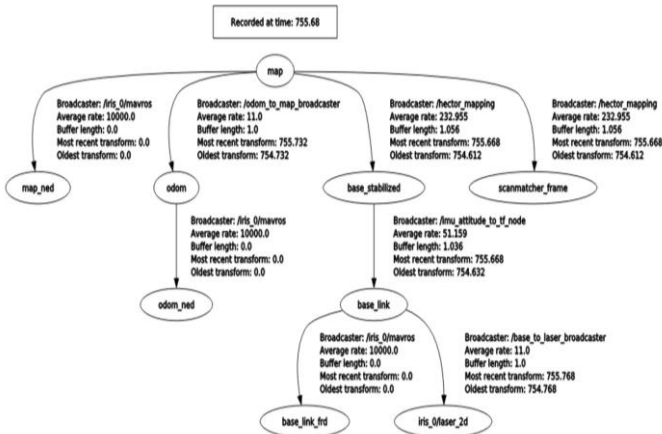 Recorded at time: 755.68
map
Broadcaster: /iris_0/mavros
Average rate: 10000.0
Buffer length: 0.0
Most recent transform: 0.0
Oldest transform: 0.0
Broadcaster: /odom_to_map_broadcaster
Average rate: 11.0
Buffer length: 1.0
Most recent transform: 755.732
Oldest transform: 754.732
Broadcaster: /hector_mapping
Average rate: 232.955
Buffer length: 1.056
Most recent transform: 755.668
Oldest transform: 754.612
Broadcaster: /hector_mapping
Average rate: 232.955
Buffer length: 1.056
Most recent transform: 755.668
Oldest transform: 754.612
map_ned
odom
base_stabilized
scanmatcher_frame
Broadcaster: /iris_0/mavros
Average rate: 10000.0
Buffer length: 0.0
Most recent transform: 0.0
Oldest transform: 0.0
Broadcaster: /imu_attitude_to_tf_node
Average rate: 51.159
Buffer length: 1.036
Most recent transform: 755.668
Oldest transform: 754.632
odom_ned
base_link
Broadcaster: /iris_0/mavros
Average rate: 10000.0
Buffer length: 0.0
Most recent transform: 0.0
Oldest transform: 0.0
Broadcaster: /base_to_laser_broadcaster
Average rate: 11.0
Buffer length: 1.0
Most recent transform: 755.768
Oldest transform: 754.768
base_link_frd
iris_0/laser_2d